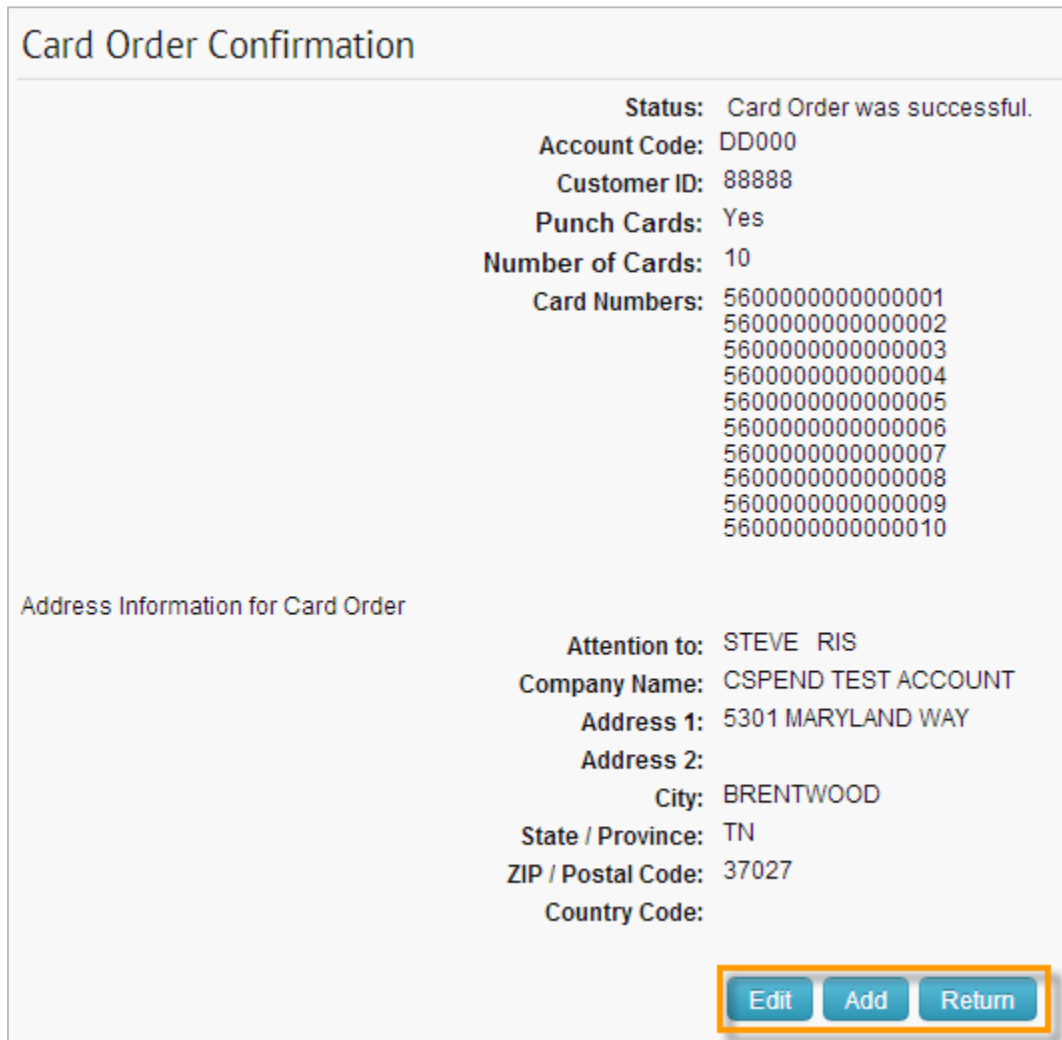 Card Order Confirmation
Status: Card Order was successful.
Account Code: DD000
Customer ID: 88888
Punch Cards: Yes
Number of Cards: 10
Card Numbers: 5600000000000001
5600000000000002
5600000000000003
5600000000000004
5600000000000005
5600000000000006
5600000000000007
5600000000000008
5600000000000009
5600000000000010
Address Information for Card Order
Attention to: STEVE RIS
Company Name: CSPEND TEST ACCOUNT
Address 1: 5301 MARYLAND WAY
Address 2:
City: BRENTWOOD
State / Province: TN
ZIP / Postal Code: 37027
Country Code:
Edit Add Return